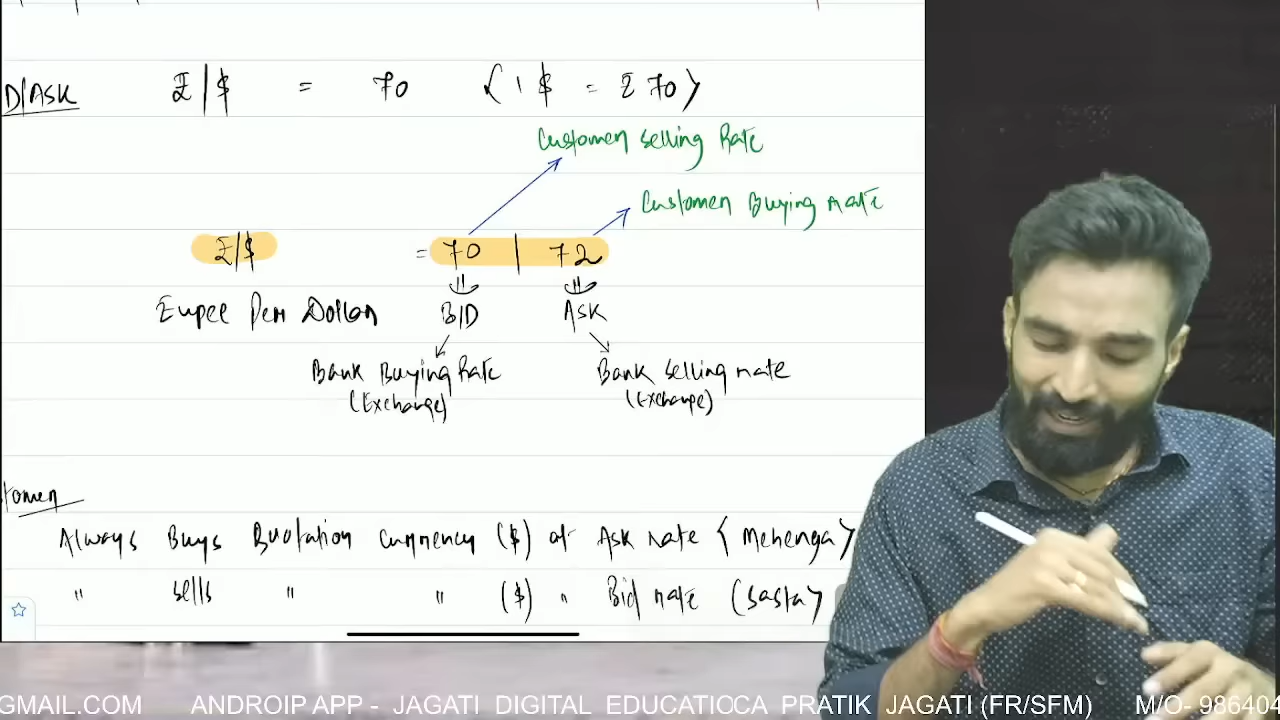 D/ASK ₹|$ = 70 {1 $ = ₹ 70}
Customer Selling Rate
Customer Buying rate
₹|$ = 70 | 72
Rupee Per Dollar BID ASK
Bank Buying Rate Bank Selling rate
(Exchange) (Exchange)
tomer
Always Buys Quotation Currency ($) at Ask rate {Mehenga}
" sells " " ($) " Bid rate (Sasta}
GMAIL.COM ANDROIP APP - JAGATI DIGITAL EDUCATIOCA PRATIK JAGATI (FR/SFM) M/O- 986404